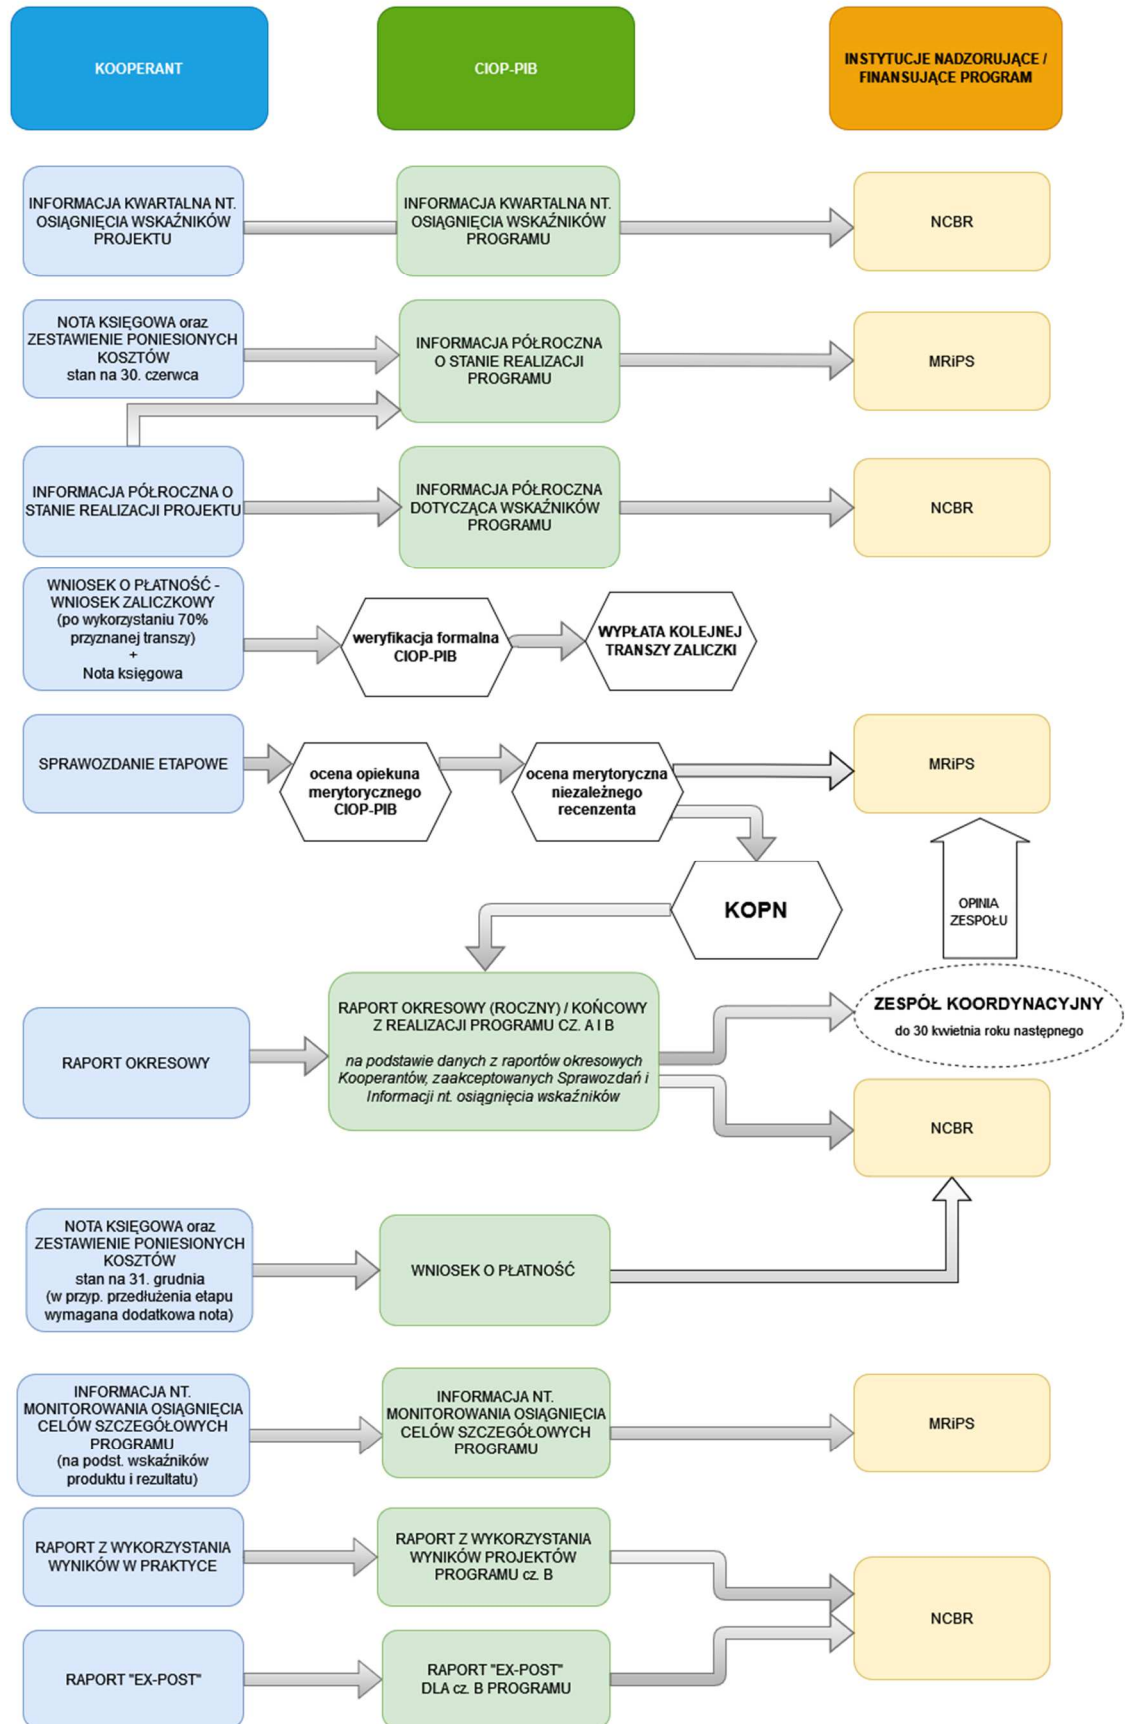 KOOPERANT
CIOP-PIB
INSTYTUCJE NADZORUJĄCE /
FINANSUJĄCE PROGRAM
INFORMACJA KWARTALNA NT.
OSIĄGNIĘCIA WSKAŹNIKÓW
PROJEKTU
INFORMACJA KWARTALNA NT.
OSIĄGNIĘCIA WSKAŹNIKÓW
PROGRAMU
NCBR
NOTA KSIĘGOWA oraz
ZESTAWIENIE PONIESIONYCH
KOSZTÓW
stan na 30. czerwca
INFORMACJA PÓŁROCZNA
O STANIE REALIZACJI
PROGRAMU
MRiPS
INFORMACJA PÓŁROCZNA O
STANIE REALIZACJI PROJEKTU
INFORMACJA PÓŁROCZNA
DOTYCZĄCA WSKAŹNIKÓW
PROGRAMU
NCBR
WNIOSEK O PŁATNOŚĆ -
WNIOSEK ZALICZKOWY
(po wykorzystaniu 70%
przyznanej transzy)
+
Nota księgowa
weryfikacja formalna
CIOP-PIB
WYPŁATA KOLEJNEJ
TRANSZY ZALICZKI
SPRAWOZDANIE ETAPOWE
ocena opiekuna
merytorycznego
CIOP-PIB
ocena merytoryczna
niezależnego
recenzenta
MRiPS
KOPN
OPINIA
ZESPOŁU
RAPORT OKRESOWY
RAPORT OKRESOWY (ROCZNY) / KOŃCOWY
Z REALIZACJI PROGRAMU CZ. A I B
na podstawie danych z raportów okresowych
Kooperantów, zaakceptowanych Sprawozdań i
Informacji nt. osiągnięcia wskaźników
ZESPÓŁ KOORDYNACYJNY
do 30 kwietnia roku następnego
NCBR
NOTA KSIĘGOWA oraz
ZESTAWIENIE PONIESIONYCH
KOSZTÓW
stan na 31. grudnia
(w przyp. przedłużenia etapu
wymagana dodatkowa nota)
WNIOSEK O PŁATNOŚĆ
INFORMACJA NT.
MONITOROWANIA OSIĄGNIĘCIA
CELÓW SZCZEGÓŁOWYCH
PROGRAMU
(na podst. wskaźników
produktu i rezultatu)
INFORMACJA NT.
MONITOROWANIA OSIĄGNIĘCIA
CELÓW SZCZEGÓŁOWYCH
PROGRAMU
MRiPS
RAPORT Z WYKORZYSTANIA
WYNIKÓW W PRAKTYCE
RAPORT Z WYKORZYSTANIA
WYNIKÓW PROJEKTÓW
PROGRAMU cz. B
NCBR
RAPORT "EX-POST"
RAPORT "EX-POST"
DLA cz. B PROGRAMU